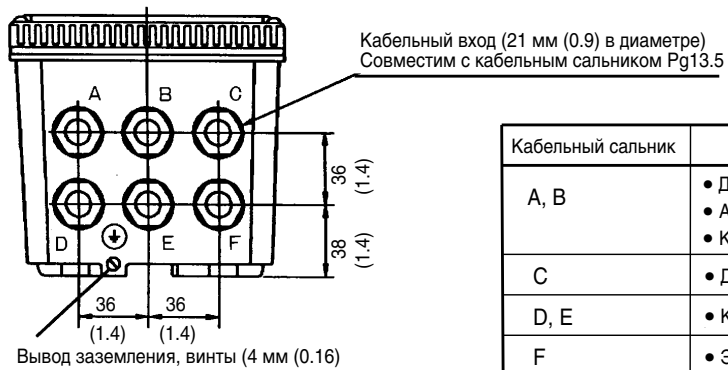 Кабельный вход (21 мм (0.9) в диаметре)
Совместим с кабельным сальником Pg13.5
A B C
D E F
36
(1.4)
38
(1.4)
36 36
(1.4) (1.4)
Вывод заземления, винты (4 мм (0.16)
Кабельный сальник
A, B
C
D, E
F